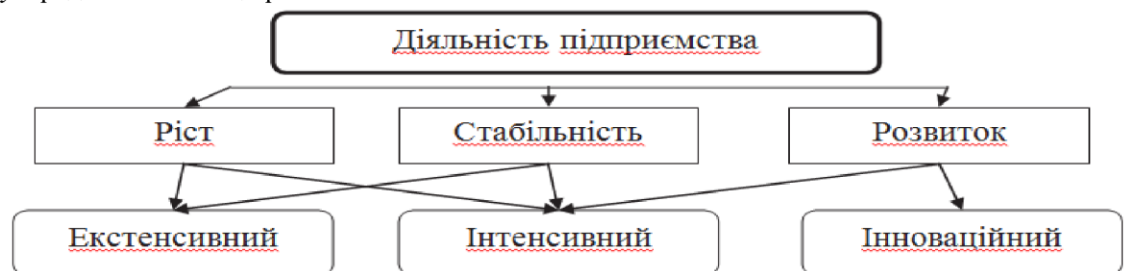 Діяльність підприємства
Ріст Стабільність Розвиток
Екстенсивний Інтенсивний Інноваційний